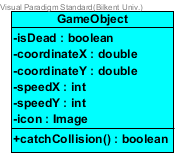 Visual Paradigm Standard(Bilkent Univ.)
GameObject
-isDead : boolean
-coordinateX : double
-coordinateY : double
-speedX : int
-speedY : int
-icon : Image
+catchCollision() : boolean